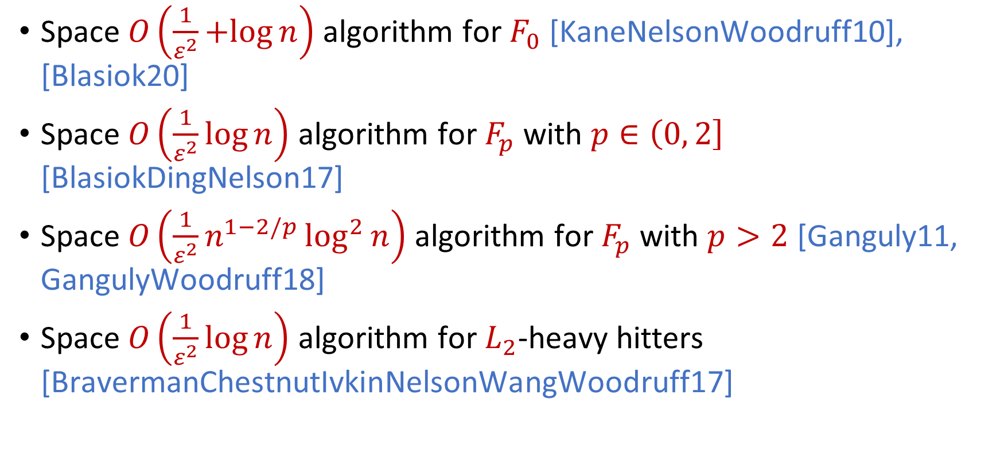 • Space $O\left(\frac{1}{\varepsilon^2}+\log n\right)$ algorithm for $F_0$ [KaneNelsonWoodruff10],
[Blasiok20]
• Space $O\left(\frac{1}{\varepsilon^2}\log n\right)$ algorithm for $F_p$ with $p \in (0, 2]$
[BlasiokDingNelson17]
• Space $O\left(\frac{1}{\varepsilon^2}n^{1-2/p}\log^2 n\right)$ algorithm for $F_p$ with $p > 2$ [Ganguly11,
GangulyWoodruff18]
• Space $O\left(\frac{1}{\varepsilon^2}\log n\right)$ algorithm for $L_2$-heavy hitters
[BravermanChestnutIvkinNelsonWangWoodruff17]